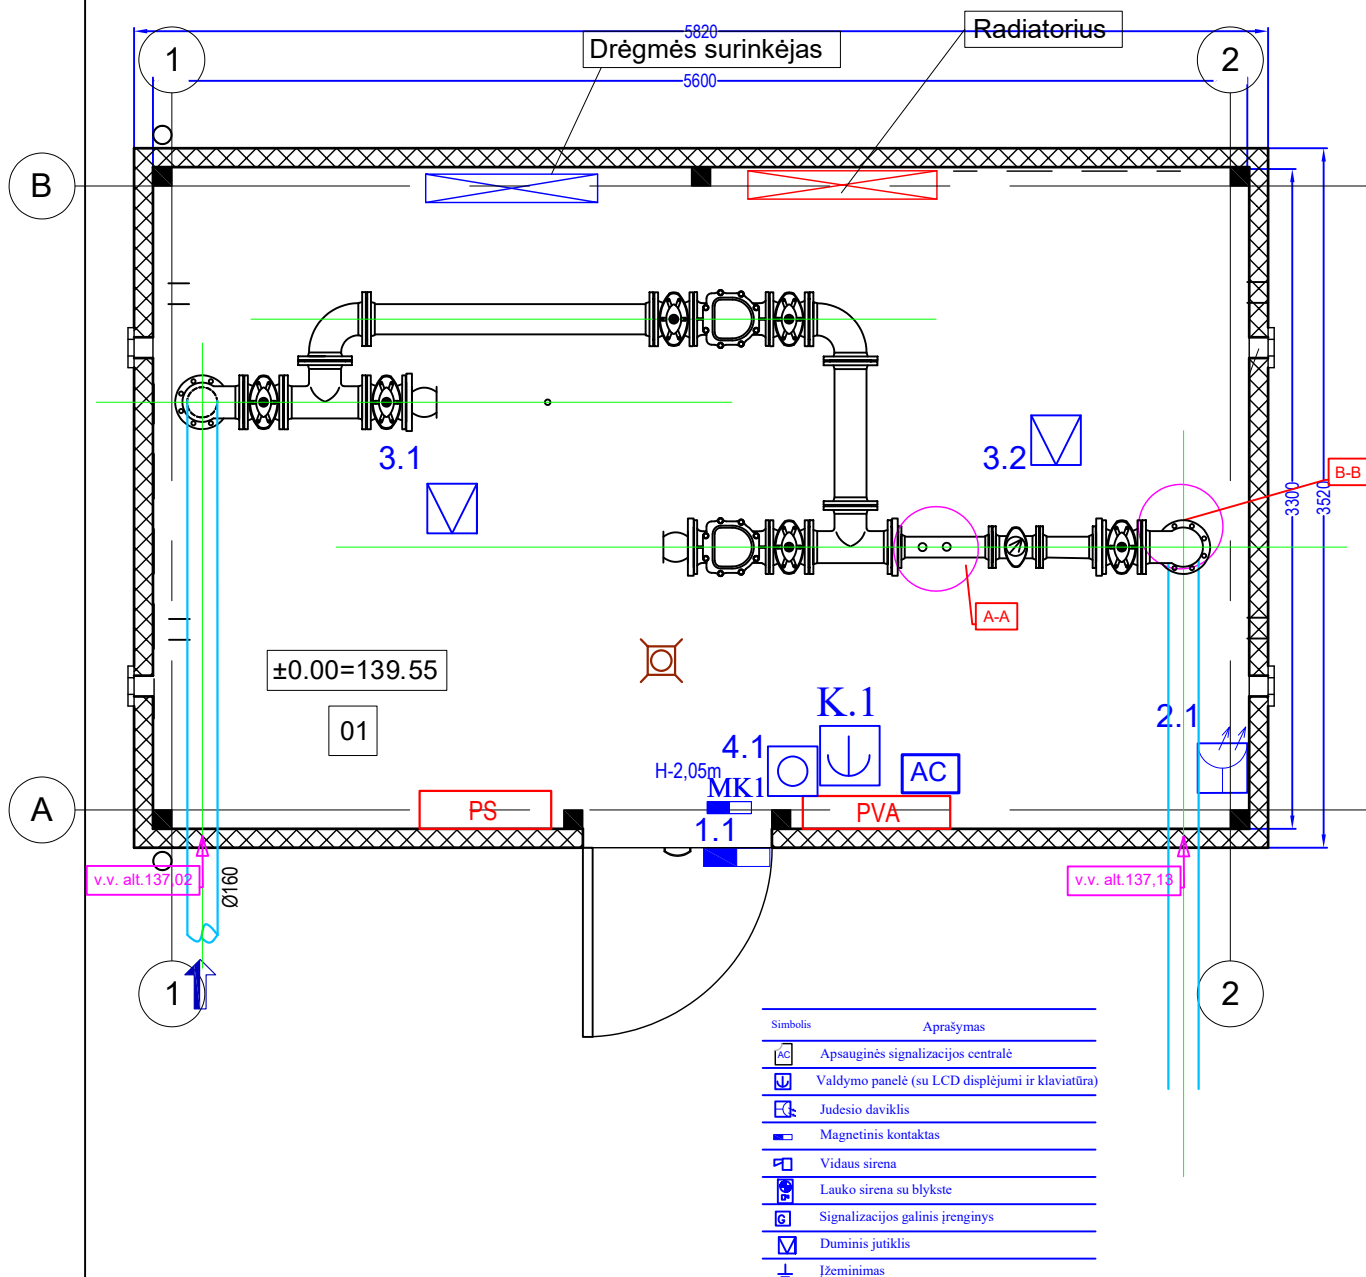 5820
Radiatorius
1
Drėgmės surinkėjas
2
5600
B
3.1
3.2
B-B
3300
3520
A-A
±0.00=139.55
01
K.1
2.1
4.1
H-2,05m
MK1
AC
A
PS
PVA
1.1
v.v. alt.137,02
Ø160
v.v. alt.137,13
1
2
Simbolis Aprašymas
AC Apsauginės signalizacijos centralė
Valdymo panelė (su LCD displėjumi ir klaviatūra)
Judesio daviklis
Magnetinis kontaktas
Vidaus sirena
Lauko sirena su blykste
G Signalizacijos galinis įrenginys
Duminis jutiklis
Įžeminimas